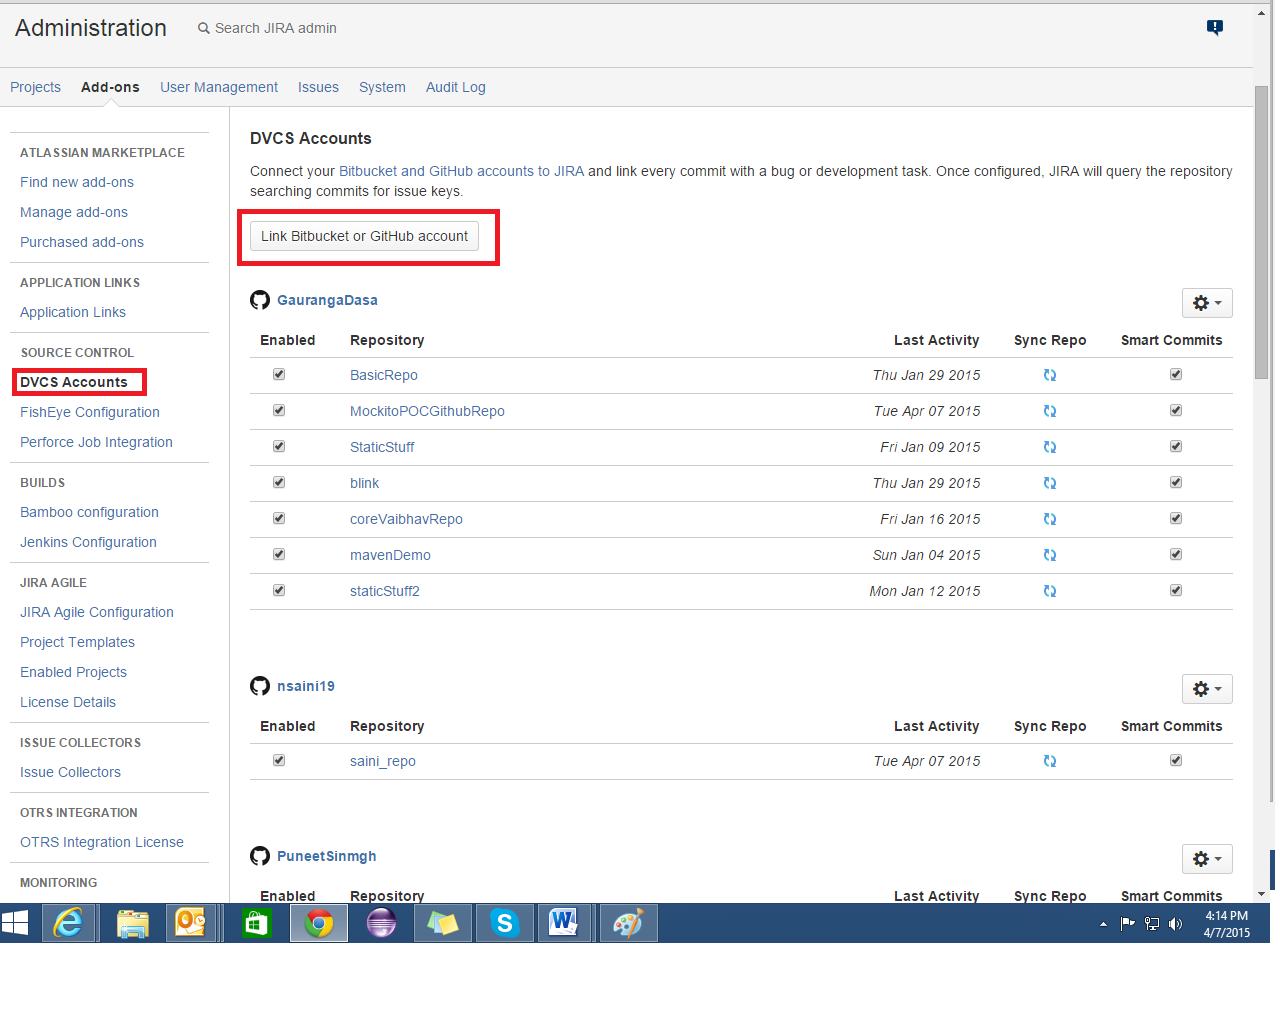 Administration
Search JIRA admin
Projects Add-ons User Management Issues System Audit Log
ATLASSIAN MARKETPLACE
Find new add-ons
Manage add-ons
Purchased add-ons
APPLICATION LINKS
Application Links
SOURCE CONTROL
DVCS Accounts
FishEye Configuration
Perforce Job Integration
BUILDS
Bamboo configuration
Jenkins Configuration
JIRA AGILE
JIRA Agile Configuration
Project Templates
Enabled Projects
License Details
ISSUE COLLECTORS
Issue Collectors
OTRS INTEGRATION
OTRS Integration License
MONITORING
DVCS Accounts
Connect your Bitbucket and GitHub accounts to JIRA and link every commit with a bug or development task. Once configured, JIRA will query the repository
searching commits for issue keys.
Link Bitbucket or GitHub account
GaurangaDasa
Enabled Repository Last Activity Sync Repo Smart Commits
BasicRepo Thu Jan 29 2015
MockitoPOCGithubRepo Tue Apr 07 2015
StaticStuff Fri Jan 09 2015
blink Thu Jan 29 2015
coreVaibhavRepo Fri Jan 16 2015
mavenDemo Sun Jan 04 2015
staticStuff2 Mon Jan 12 2015
nsaini19
Enabled Repository Last Activity Sync Repo Smart Commits
saini_repo Tue Apr 07 2015
PuneetSinmgh
Enabled Repository Last Activity Sync Repo Smart Commits
4:14 PM
4/7/2015